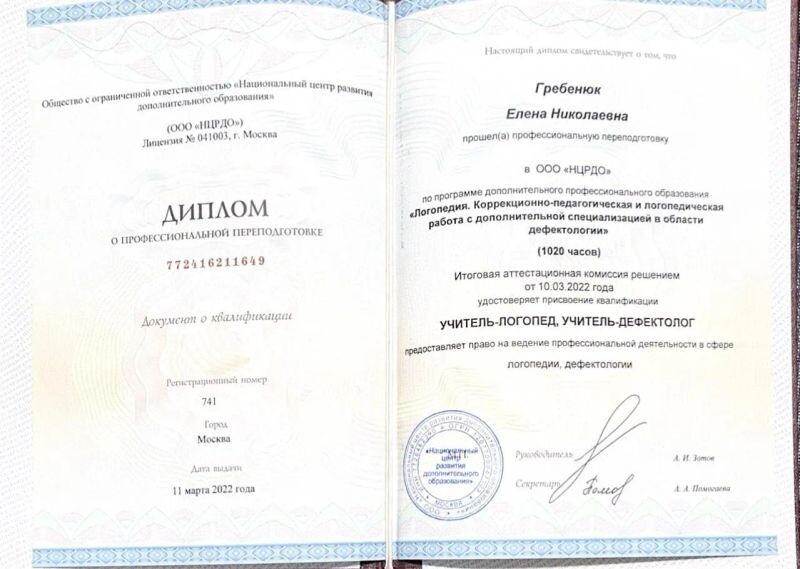 Общество с ограниченной ответственностью «Национальный центр развития
дополнительного образования»
(ООО «НЦРДО»)
Лицензия № 041003, г. Москва
ДИПЛОМ
О ПРОФЕССИОНАЛЬНОЙ ПЕРЕПОДГОТОВКЕ
772416211649
Документ о квалификации
Регистрационный номер
741
Город
Москва
Дата выдачи
11 марта 2022 года
Настоящий диплом свидетельствует о том, что
Гребенюк
Елена Николаевна
прошел(а) профессиональную переподготовку
в ООО «НЦРДО»
по программе дополнительного профессионального образования
«Логопедия. Коррекционно-педагогическая и логопедическая
работа с дополнительной специализацией в области
дефектологии»
(1020 часов)
Итоговая аттестационная комиссия решением
от 10.03.2022 года
удостоверяет присвоение квалификации
УЧИТЕЛЬ-ЛОГОПЕД, УЧИТЕЛЬ-ДЕФЕКТОЛОГ
предоставляет право на ведение профессиональной деятельности в сфере
логопедии, дефектологии
М.П.
«Национальный
центр
развития
дополнительного
образования»
МОСКВА
Руководитель
А. И. Зотов
Секретарь
А. А. Помогаева